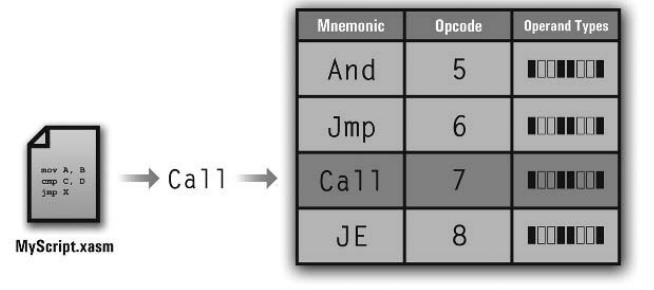 Mnemonic Opcode Operand Types
And 5
Jmp 6
Call 7
JE 8
mov A, B
cmp C, D
jmp X
Call
MyScript.xasm